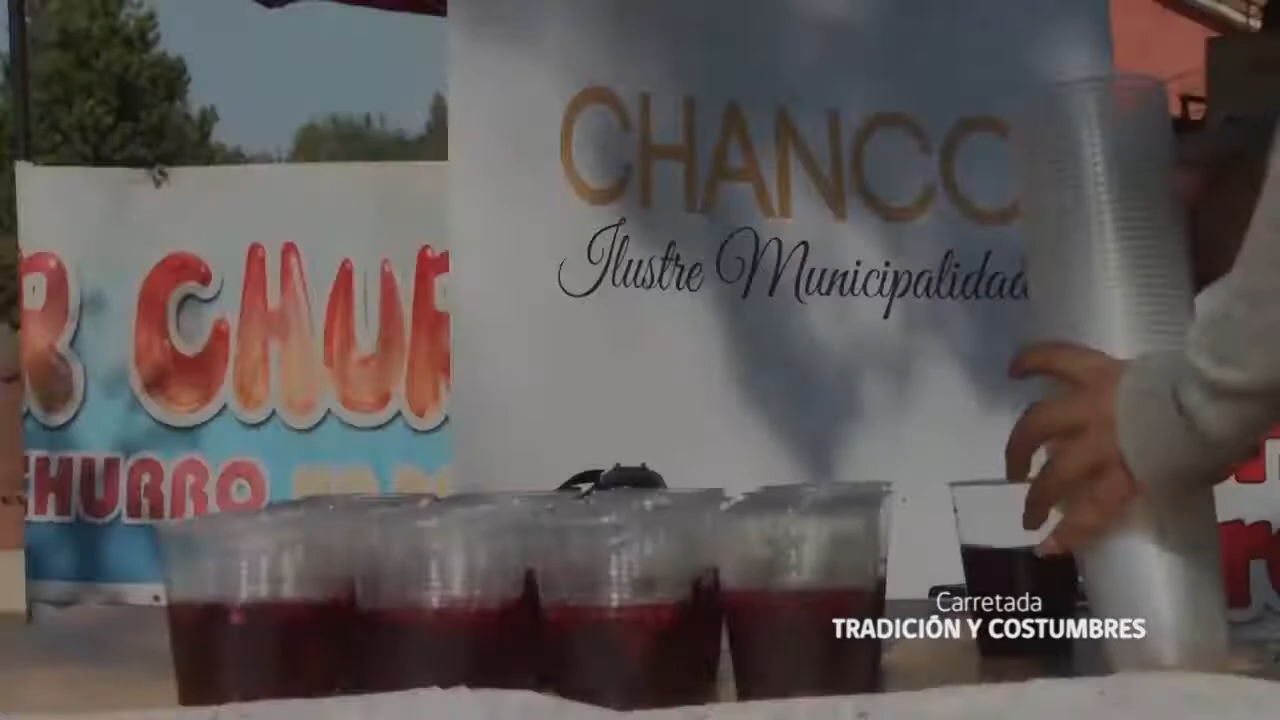 CHANCO
Ilustre Municipalidad
R CHUR
CHURRO
Carretada
TRADICIÓN Y COSTUMBRES